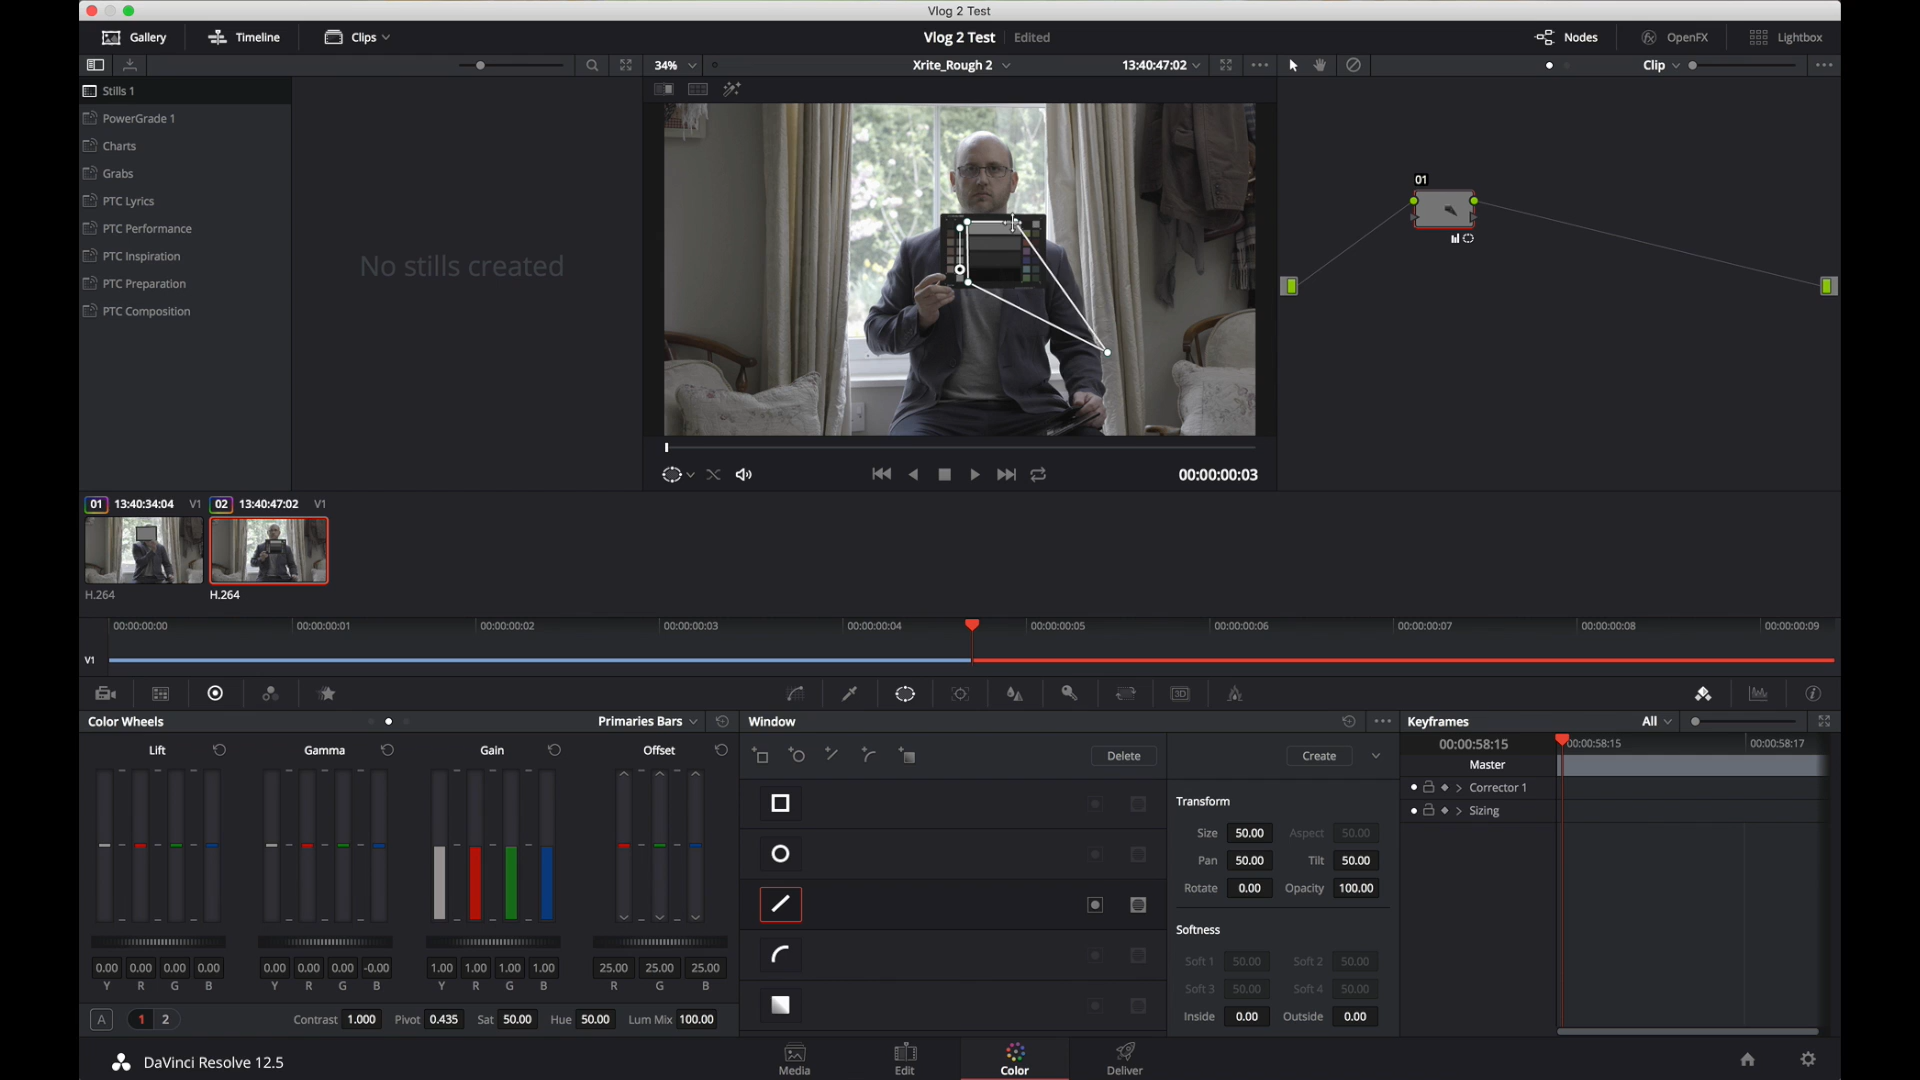 Vlog 2 Test
Gallery Timeline Clips Vlog 2 Test Edited Nodes OpenFX Lightbox
34% Xrite_Rough 2 13:40:47:02 Clip
Stills 1
PowerGrade 1
Charts
Grabs
PTC Lyrics
PTC Performance
PTC Inspiration
PTC Preparation
PTC Composition
No stills created
01
00:00:00:03
01 13:40:34:04 V1 02 13:40:47:02 V1
H.264 H.264
00:00:00:00 00:00:00:01 00:00:00:02 00:00:00:03 00:00:00:04 00:00:00:05 00:00:00:06 00:00:00:07 00:00:00:08 00:00:00:09
V1
3D
Color Wheels Primaries Bars Window Keyframes All
Lift Gamma Gain Offset
Delete Create
00:00:58:15 00:00:58:15 00:00:58:17
Master
Corrector 1
Sizing
Transform
Size 50.00 Aspect 50.00
Pan 50.00 Tilt 50.00
Rotate 0.00 Opacity 100.00
Softness
Soft 1 50.00 Soft 2 50.00
Soft 3 50.00 Soft 4 50.00
Inside 0.00 Outside 0.00
0.00 0.00 0.00 0.00 0.00 0.00 0.00 -0.00 1.00 1.00 1.00 1.00 25.00 25.00 25.00
Y R G B Y R G B Y R G B R G B
A 1 2 Contrast 1.000 Pivot 0.435 Sat 50.00 Hue 50.00 Lum Mix 100.00
DaVinci Resolve 12.5
Media Edit Color Deliver